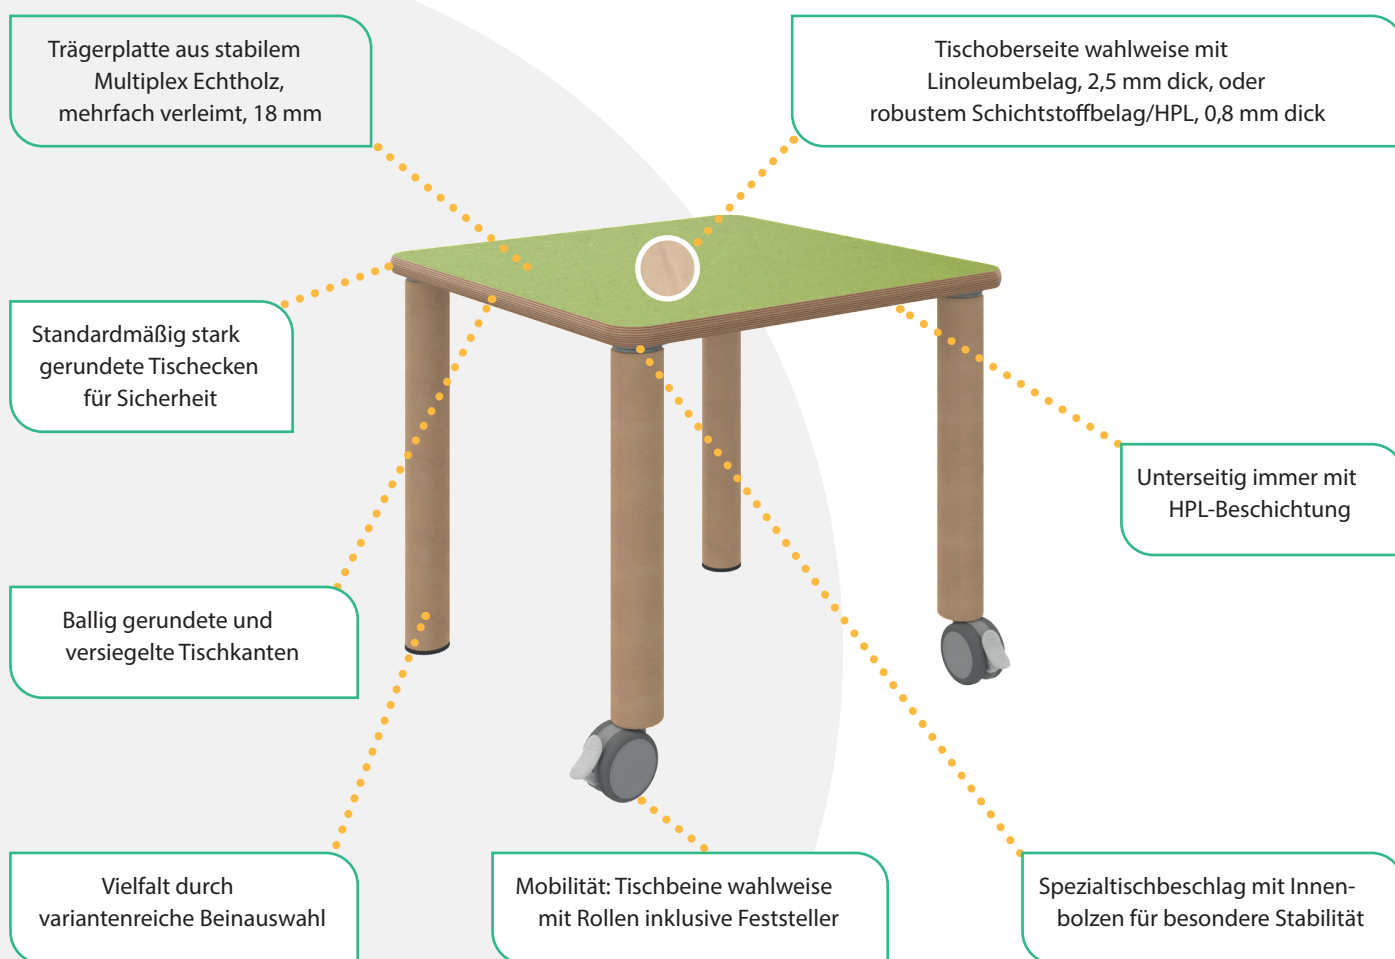 Trägerplatte aus stabilem
Multiplex Echtholz,
mehrfach verleimt, 18 mm
Tischoberseite wahlweise mit
Linoleumbelag, 2,5 mm dick, oder
robustem Schichtstoffbelag/HPL, 0,8 mm dick
Standardmäßig stark
gerundete Tischecken
für Sicherheit
Unterseitig immer mit
HPL-Beschichtung
Ballig gerundete und
versiegelte Tischkanten
Vielfalt durch
variantenreiche Beinauswahl
Mobilität: Tischbeine wahlweise
mit Rollen inklusive Feststeller
Spezialtischbeschlag mit Innen-
bolzen für besondere Stabilität